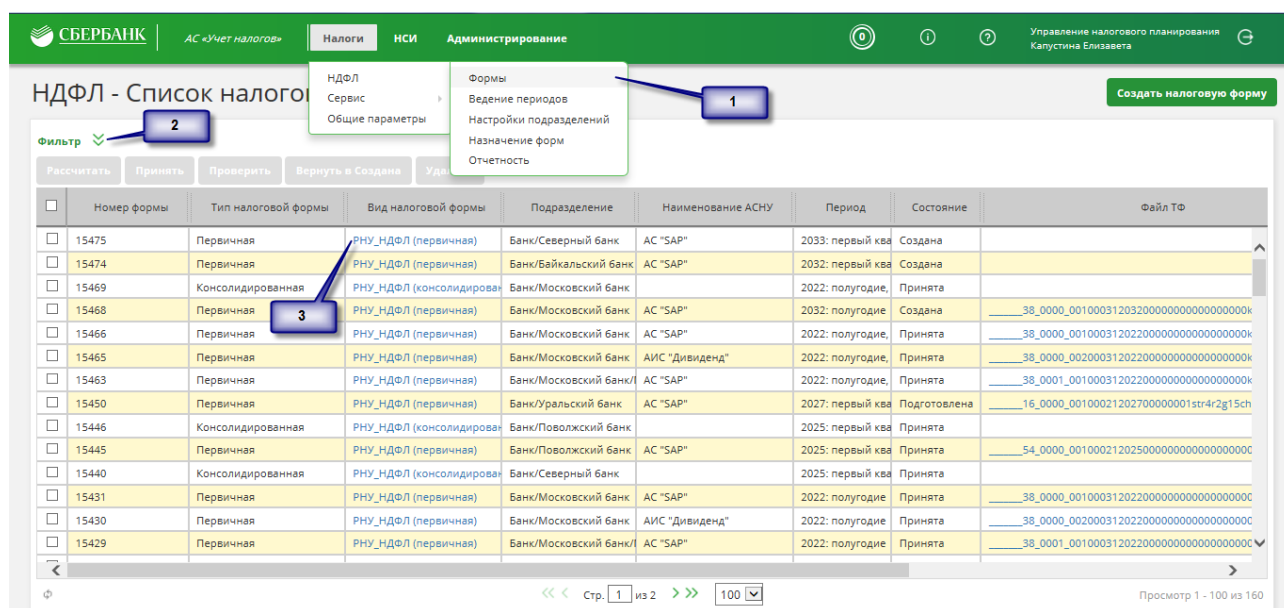 СБЕРБАНК АС «Учет налогов» Налоги НСИ Администрирование 0 Управление налогового планирования
Капустина Елизавета
НДФЛ - Список Создать налоговую форму
НДФЛ
Сервис
Общие параметры
Формы
Ведение периодов
Настройки подразделений
Назначение форм
Отчетность
1
2
Фильтр
Рассчитать Принять Проверить Вернуть в Создана
Номер формы Тип налоговой формы Вид налоговой формы Подразделение Наименование АСНУ Период Состояние Файл ТФ
15475 Первичная РНУ_НДФЛ (первичная) Банк/Северный банк АС "SAP" 2033: первый ква Создана
15474 Первичная РНУ_НДФЛ (первичная) Банк/Байкальский банк АС "SAP" 2032: первый ква Создана
15469 Консолидированная РНУ_НДФЛ (консолидирован Банк/Московский банк 2022: полугодие, Принята
15468 Первичная РНУ_НДФЛ (первичная) Банк/Московский банк АС "SAP" 2032: полугодие Создана
3
15466 Первичная РНУ_НДФЛ (первичная) Банк/Московский банк АС "SAP" 2022: полугодие, Принята
15465 Первичная РНУ_НДФЛ (первичная) Банк/Московский банк АИС "Дивиденд" 2022: полугодие, Принята
15463 Первичная РНУ_НДФЛ (первичная) Банк/Московский банк/ АС "SAP" 2022: полугодие, Принята
15450 Первичная РНУ_НДФЛ (первичная) Банк/Уральский банк АС "SAP" 2027: первый ква Подготовлена
15446 Консолидированная РНУ_НДФЛ (консолидирован Банк/Поволжский банк 2025: первый ква Принята
15445 Первичная РНУ_НДФЛ (первичная) Банк/Поволжский банк АС "SAP" 2025: первый ква Принята
15440 Консолидированная РНУ_НДФЛ (консолидирован Банк/Северный банк 2025: первый ква Принята
15431 Первичная РНУ_НДФЛ (первичная) Банк/Московский банк АС "SAP" 2022: полугодие Принята
15430 Первичная РНУ_НДФЛ (первичная) Банк/Московский банк АИС "Дивиденд" 2022: полугодие Принята
15429 Первичная РНУ_НДФЛ (первичная) Банк/Московский банк/ АС "SAP" 2022: полугодие Принята
Стр. 1 из 2 100 Просмотр 1 - 100 из 160